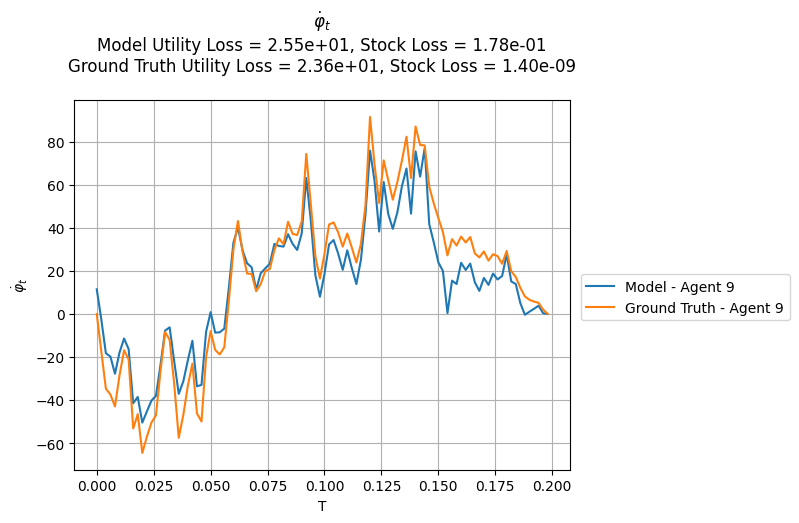 φ̇ₜ
Model Utility Loss = 2.55e+01, Stock Loss = 1.78e-01
Ground Truth Utility Loss = 2.36e+01, Stock Loss = 1.40e-09
φ̇ₜ
80
60
40
20
0
−20
−40
−60
0.000
0.025
0.050
0.075
0.100
0.125
0.150
0.175
0.200
T
Model - Agent 9
Ground Truth - Agent 9